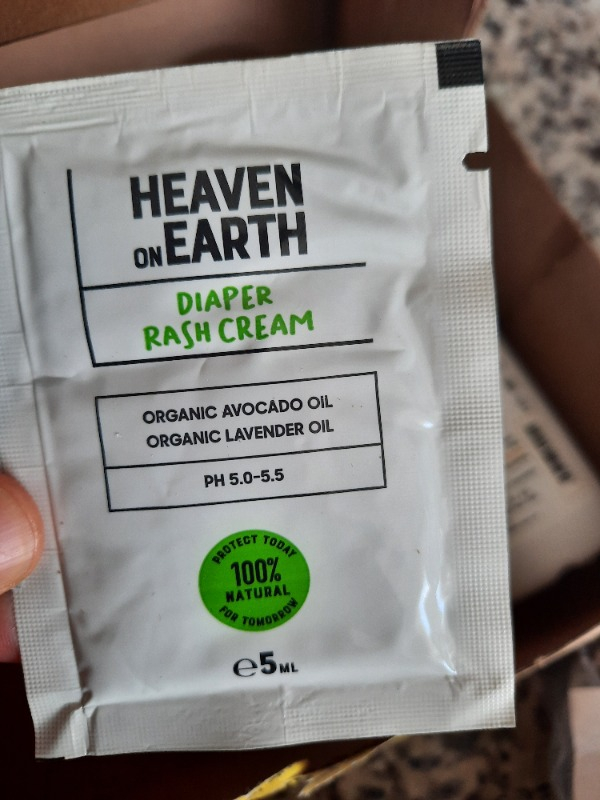 HEAVEN
ON EARTH
DIAPER
RASH CREAM
ORGANIC AVOCADO OIL
ORGANIC LAVENDER OIL
PH 5.0-5.5
PROTECT TODAY
100%
NATURAL
FOR TOMORROW
℮5ML